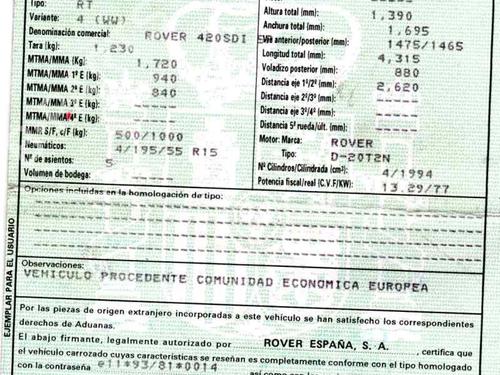 Tipo: RT
Variante: 4 (WW)
Denominación comercial: ROVER 420SDI
Tara (kg): 1,230
MTMA/MMA (Kg): 1,720
MTMA/MMA 1º E (kg): 940
MTMA/MMA 2º E (kg): 840
MTMA/MMA 3º E (kg): -----
MTMA/MMA 4º E (kg): -----
MMR S/F, c/F (kg): 500/1000
Neumáticos: 4/195/55 R15
Nº de asientos: 5
Volumen de bodega: -----
Altura total (mm): 1,390
Anchura total (mm): 1,695
Vía anterior/posterior (mm): 1475/1465
Longitud total (mm): 4,315
Voladizo posterior (mm): 880
Distancia eje 1º/2º (mm): 2,620
Distancia eje 2º/3º (mm): -----
Distancia eje 3º/4º (mm): -----
Distancia 5ª rueda/últ. (mm): -----
Motor: Marca: ROVER
Tipo: D-20T2N
Nº Cilindros/Cilindrada (cm³): 4/1994
Potencia fiscal/real (C.V.F/KW): 13.29/77
Opciones incluidas en la homologación de tipo:
Observaciones:
VEHICULO PROCEDENTE COMUNIDAD ECONOMICA EUROPEA
Por las piezas de origen extranjero incorporadas a este vehículo se han satisfecho los correspondientes
derechos de Aduanas.
El abajo firmante, legalmente autorizado por ROVER ESPAÑA, S. A. , certifica que
el vehículo carrozado cuyas características se reseñan es completamente conforme con el tipo homologado
con la contraseña e11*93/81*0014
EJEMPLAR PARA EL USUARIO